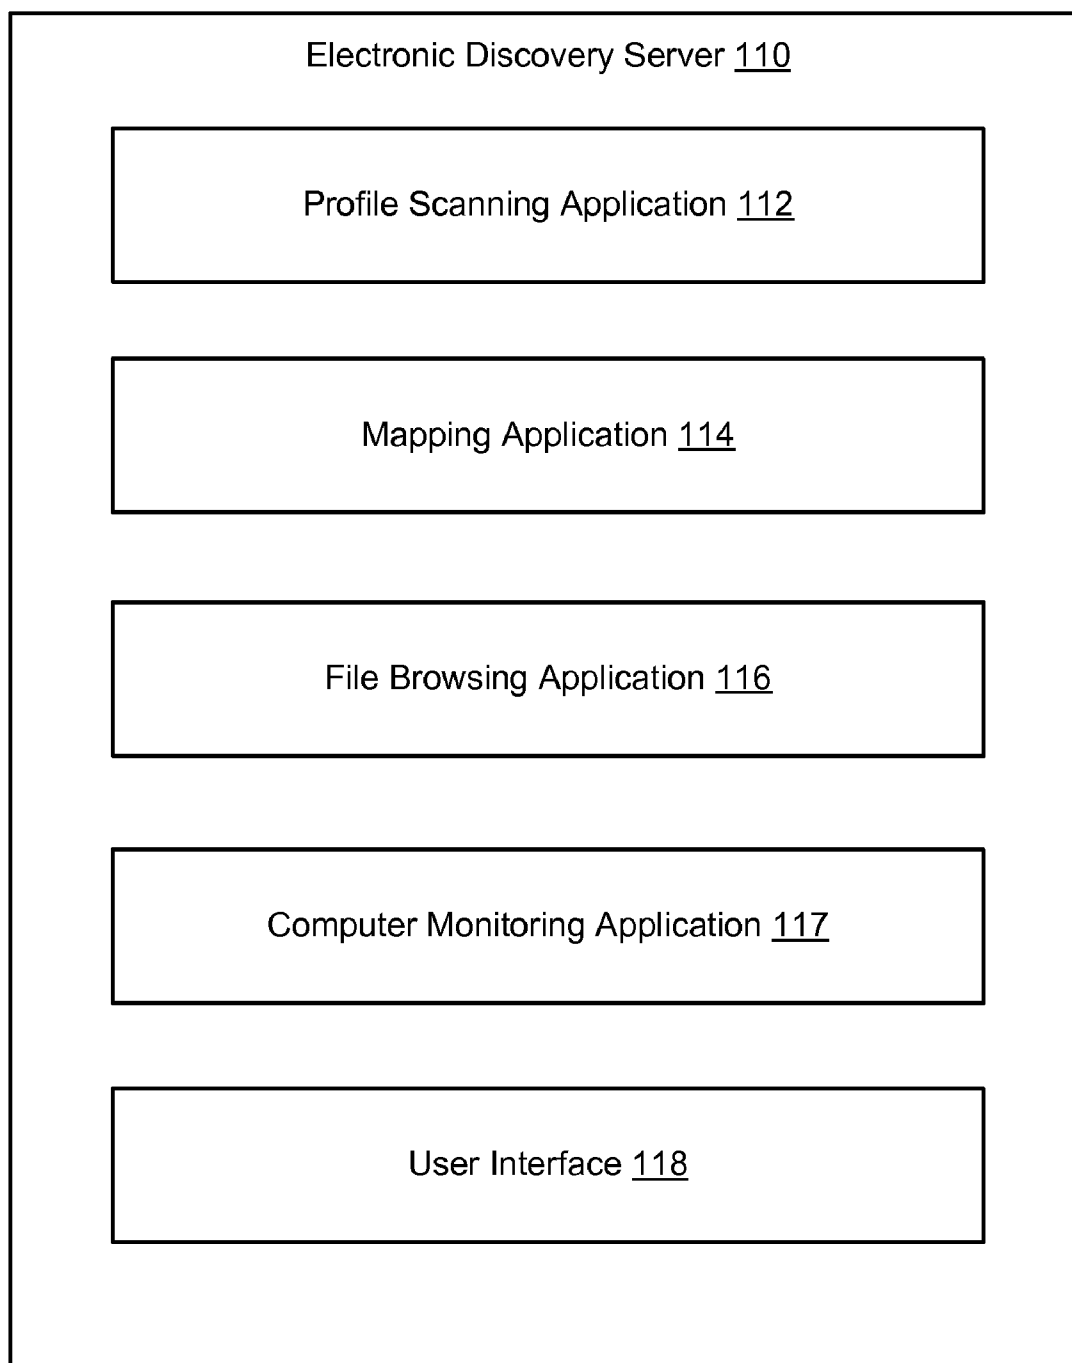 Electronic Discovery Server 110
Profile Scanning Application 112
Mapping Application 114
File Browsing Application 116
Computer Monitoring Application 117
User Interface 118